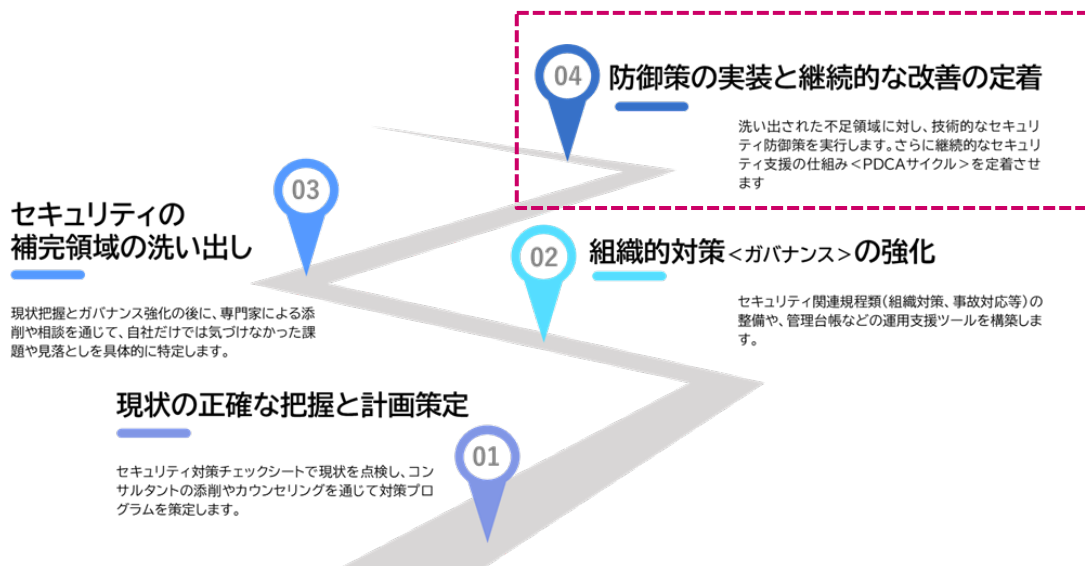 04
防御策の実装と継続的な改善の定着
洗い出された不足領域に対し、技術的なセキュリ
ティ防御策を実行します。さらに継続的なセキュリ
ティ支援の仕組み＜PDCAサイクル＞を定着させ
ます
03
セキュリティの
補完領域の洗い出し
現状把握とガバナンス強化の後に、専門家による添
削や相談を通じて、自社だけでは気づけなかった課
題や見落としを具体的に特定します。
02
組織的対策＜ガバナンス＞の強化
セキュリティ関連規程類（組織対策、事故対応等）の
整備や、管理台帳などの運用支援ツールを構築しま
す。
現状の正確な把握と計画策定
01
セキュリティ対策チェックシートで現状を点検し、コン
サルタントの添削やカウンセリングを通じて対策プロ
グラムを策定します。